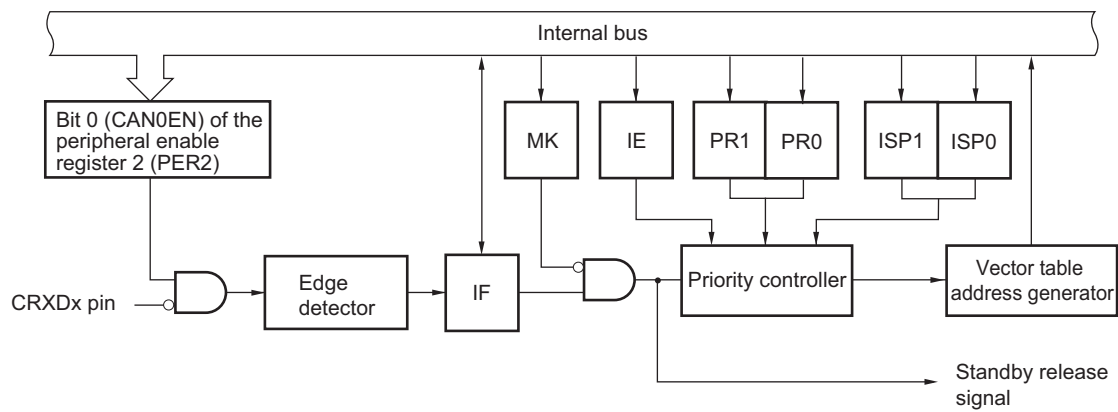 Internal bus
Bit 0 (CAN0EN) of the
peripheral enable
register 2 (PER2)
MK
IE
PR1
PR0
ISP1
ISP0
CRXDx pin
Edge
detector
IF
Priority controller
Vector table
address generator
Standby release
signal